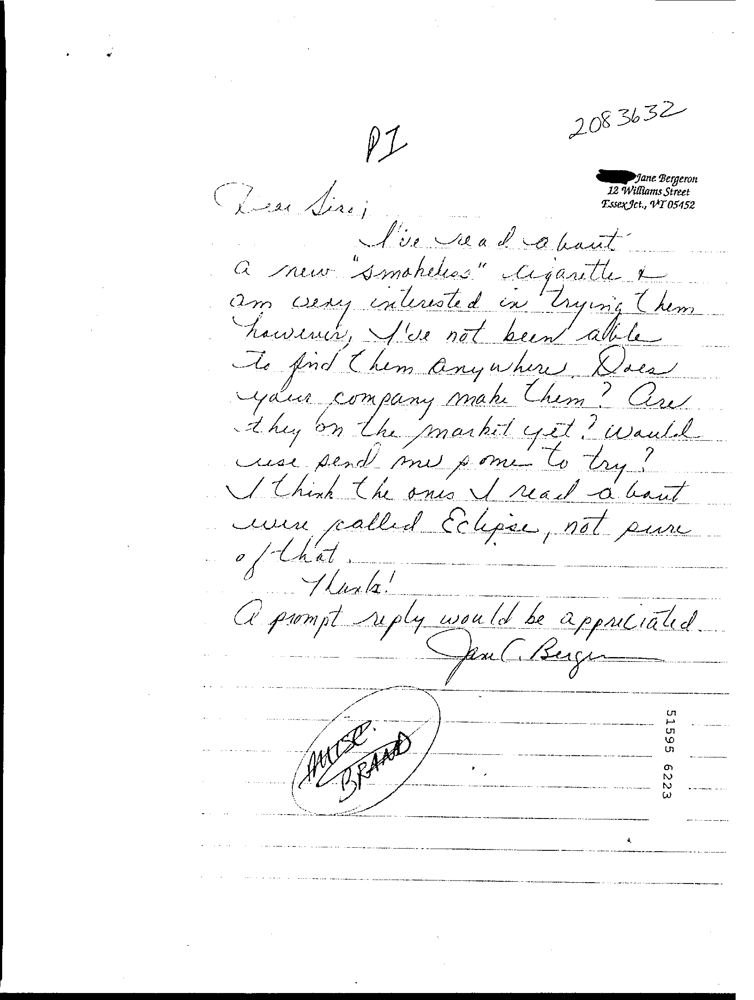 2083632
PI
Jane Bergeron
12 Williams Street
Essex Jct., VT 05452
Dear Sirs;
I've read about
a new "smokeless" cigarette &
am very interested in trying them
however, I've not been able
to find them anywhere. Does
your company make them? Are
they on the market yet? Would
send me some to try?
I think the ones I read about
were called Eclipse, not sure
of that.
Thanks!
A prompt reply would be appreciated.
Jane C. Berger
MISC.
BRAND
51595 6223